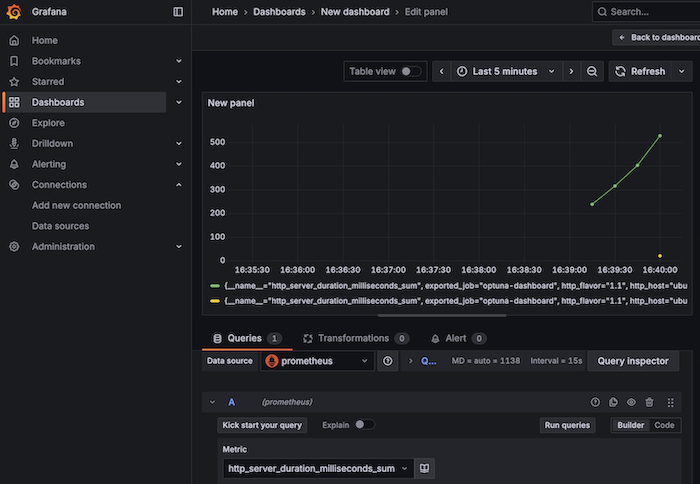 Grafana
Home > Dashboards > New dashboard > Edit panel
Search...
Back to dashboard
Home
Bookmarks
Starred
Dashboards
Explore
Drilldown
Alerting
Connections
Add new connection
Data sources
Administration
Table view
Last 5 minutes
Refresh
New panel
500
400
300
200
100
0
16:35:30 16:36:00 16:36:30 16:37:00 16:37:30 16:38:00 16:38:30 16:39:00 16:39:30 16:40:00
{__name__="http_server_duration_milliseconds_sum", exported_job="optuna-dashboard", http_flavor="1.1", http_host="ubu
{__name__="http_server_duration_milliseconds_sum", exported_job="optuna-dashboard", http_flavor="1.1", http_host="ubu
Queries 1 Transformations 0 Alert 0
Data source prometheus Q... MD = auto = 1138 Interval = 15s Query inspector
A (prometheus)
Kick start your query Explain Run queries Builder Code
Metric
http_server_duration_milliseconds_sum